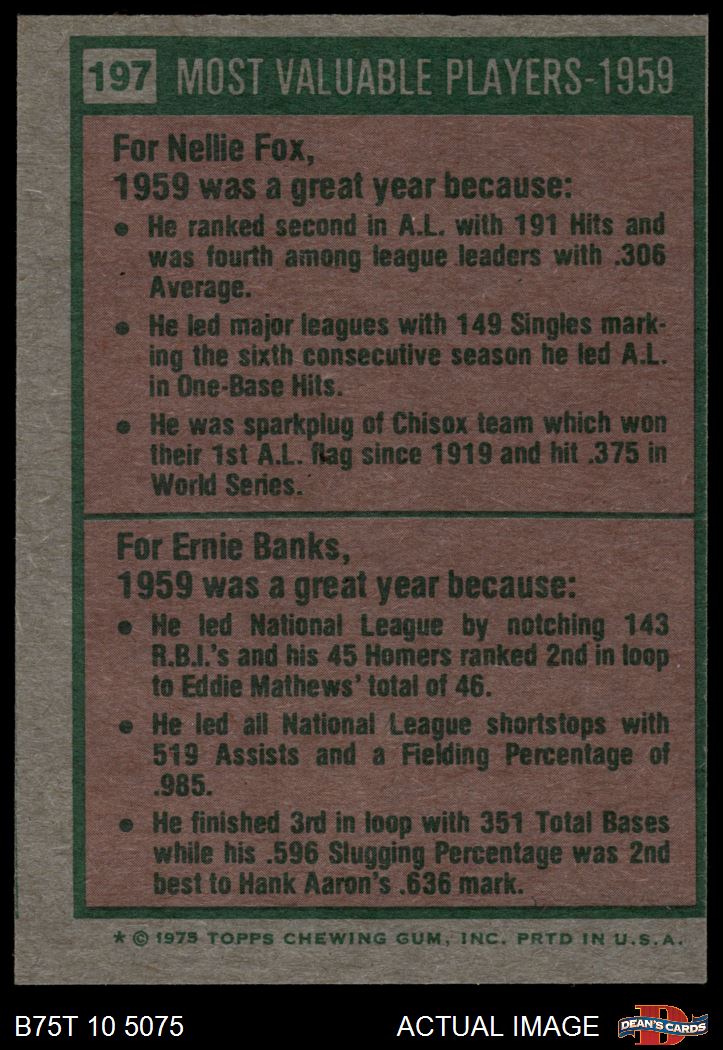 197 MOST VALUABLE PLAYERS-1959
For Nellie Fox,
1959 was a great year because:
● He ranked second in A.L. with 191 Hits and
was fourth among league leaders with .306
Average.
● He led major leagues with 149 Singles mark-
ing the sixth consecutive season he led A.L.
in One-Base Hits.
● He was sparkplug of Chisox team which won
their 1st A.L. flag since 1919 and hit .375 in
World Series.
For Ernie Banks,
1959 was a great year because:
● He led National League by notching 143
R.B.I.'s and his 45 Homers ranked 2nd in loop
to Eddie Mathews' total of 46.
● He led all National League shortstops with
519 Assists and a Fielding Percentage of
.985.
● He finished 3rd in loop with 351 Total Bases
while his .596 Slugging Percentage was 2nd
best to Hank Aaron's .636 mark.
* © 1975 TOPPS CHEWING GUM, INC. PRTD IN U.S.A.
B75T 10 5075 ACTUAL IMAGE D DEAN'S CARDS